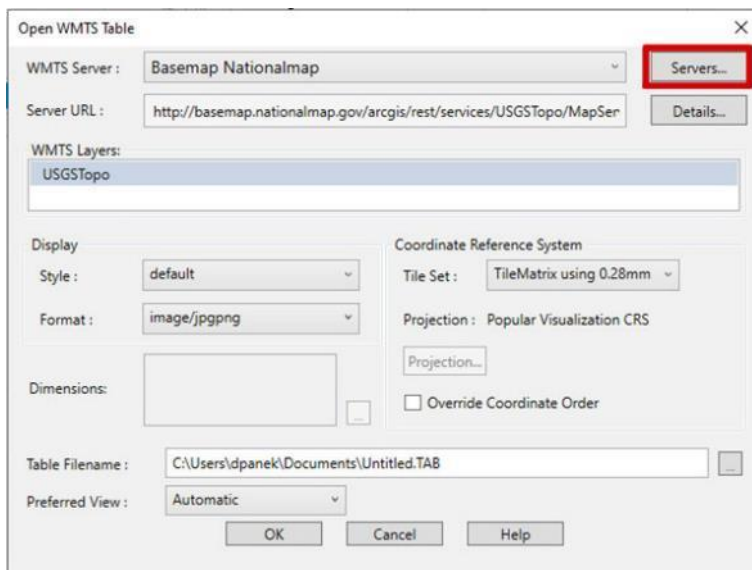 Open WMTS Table
WMTS Server : Basemap Nationalmap Servers...
Server URL : http://basemap.nationalmap.gov/arcgis/rest/services/USGSTopo/MapSer Details...
WMTS Layers:
USGSTopo
Display
Style : default
Format : image/jpgpng
Coordinate Reference System
Tile Set : TileMatrix using 0.28mm
Projection : Popular Visualization CRS
Projection...
Override Coordinate Order
Dimensions:
...
Table Filename : C:\Users\dpanek\Documents\Untitled.TAB ...
Preferred View : Automatic
OK Cancel Help